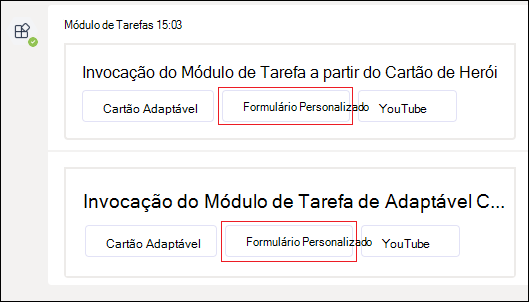 Módulo de Tarefas 15:03
Invocação do Módulo de Tarefa a partir do Cartão de Herói
Cartão Adaptável Formulário Personalizado YouTube
Invocação do Módulo de Tarefa de Adaptável C...
Cartão Adaptável Formulário Personalizado YouTube